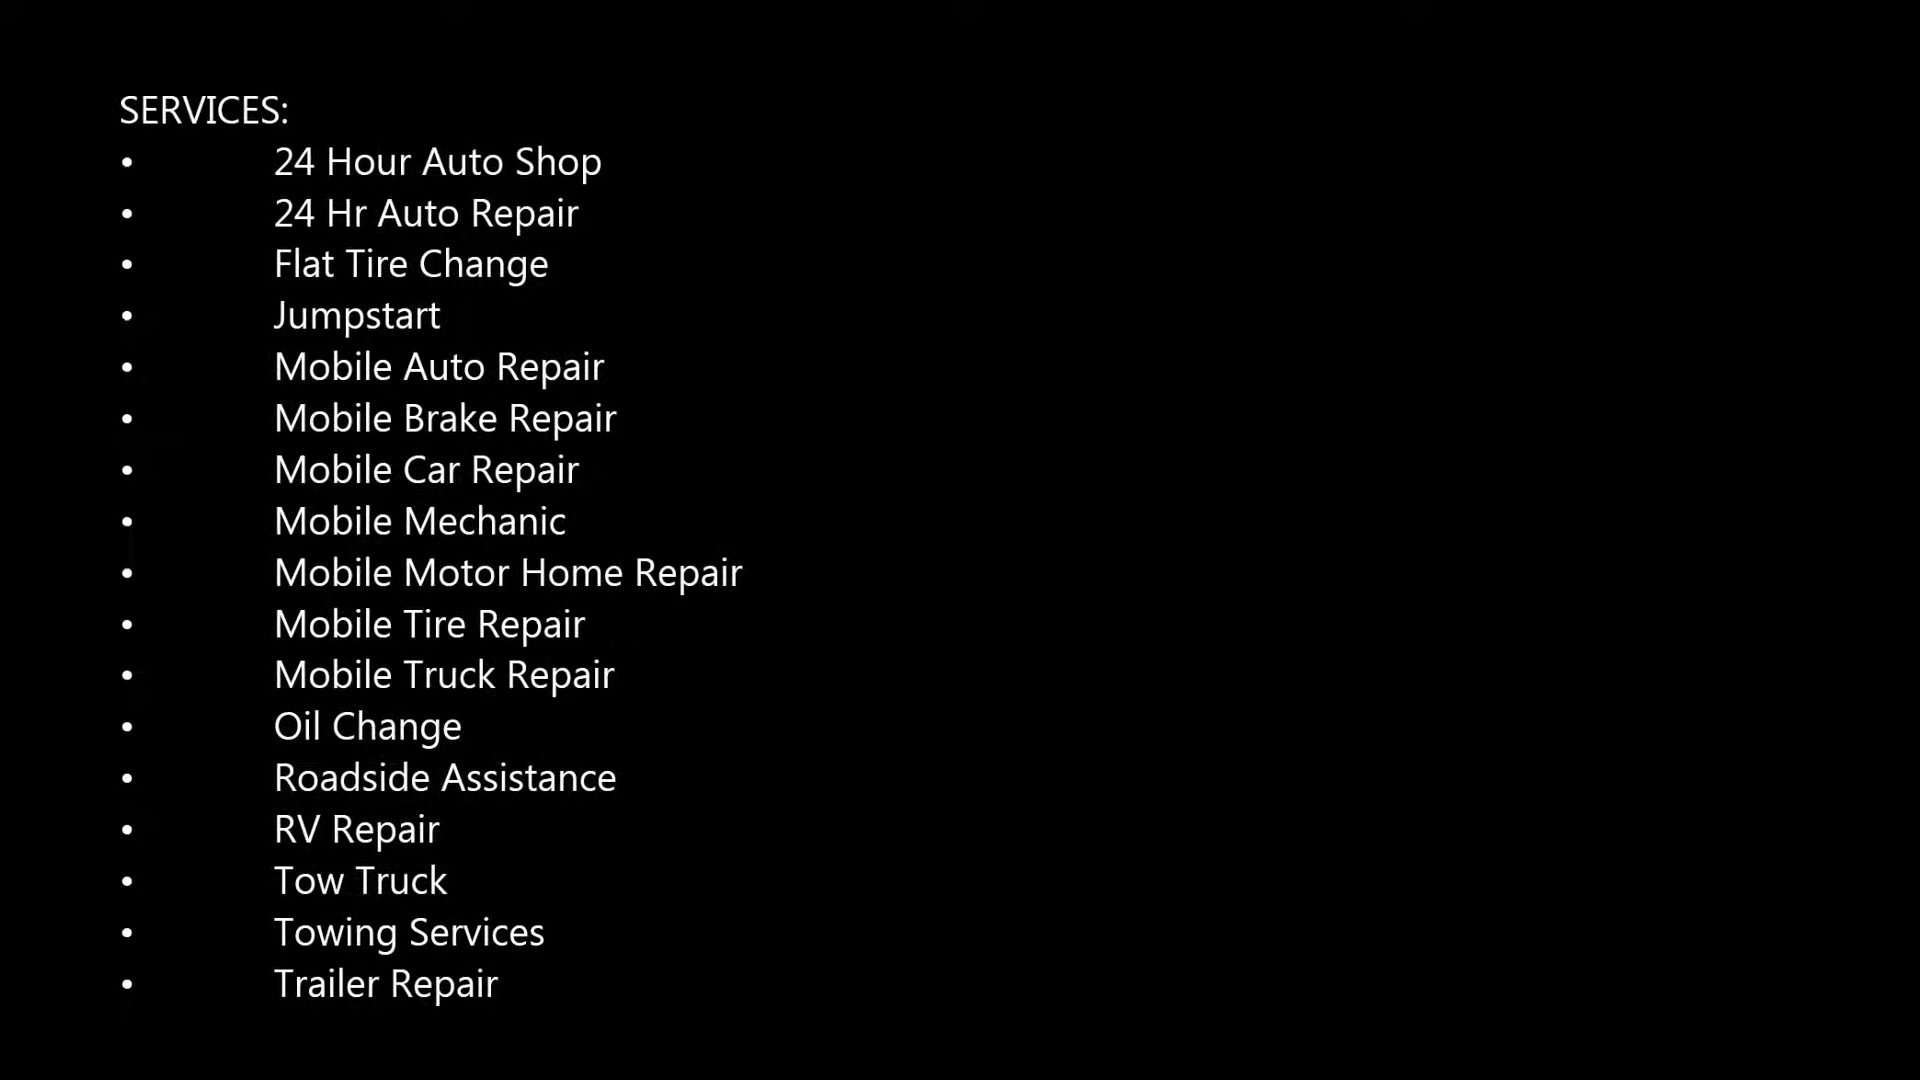 SERVICES:
• 24 Hour Auto Shop
• 24 Hr Auto Repair
• Flat Tire Change
• Jumpstart
• Mobile Auto Repair
• Mobile Brake Repair
• Mobile Car Repair
• Mobile Mechanic
• Mobile Motor Home Repair
• Mobile Tire Repair
• Mobile Truck Repair
• Oil Change
• Roadside Assistance
• RV Repair
• Tow Truck
• Towing Services
• Trailer Repair